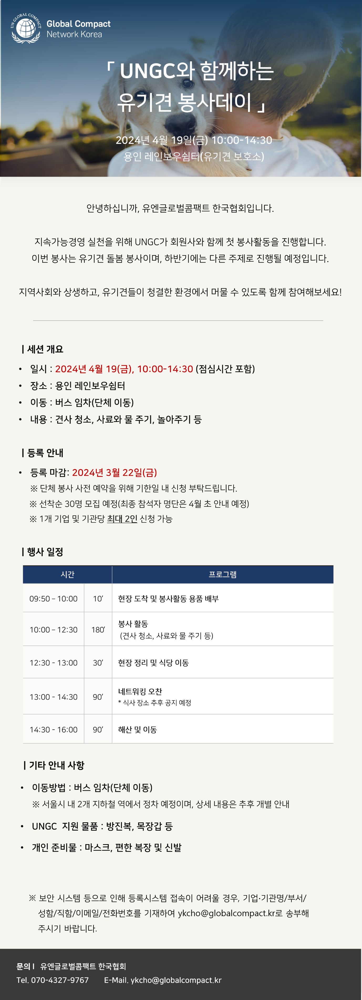 UN GLOBAL COMPACT
Global Compact
Network Korea
「 UNGC와 함께하는
유기견 봉사데이 」
2024년 4월 19일(금) 10:00-14:30
용인 레인보우쉼터(유기견 보호소)
안녕하십니까, 유엔글로벌콤팩트 한국협회입니다.
지속가능경영 실천을 위해 UNGC가 회원사와 함께 첫 봉사활동을 진행합니다.
이번 봉사는 유기견 돌봄 봉사이며, 하반기에는 다른 주제로 진행될 예정입니다.
지역사회와 상생하고, 유기견들이 청결한 환경에서 머물 수 있도록 함께 참여해보세요!
| 세션 개요
• 일시 : 2024년 4월 19(금), 10:00-14:30 (점심시간 포함)
• 장소 : 용인 레인보우쉼터
• 이동 : 버스 임차(단체 이동)
• 내용 : 견사 청소, 사료와 물 주기, 놀아주기 등
| 등록 안내
• 등록 마감: 2024년 3월 22일(금)
※ 단체 봉사 사전 예약을 위해 기한일 내 신청 부탁드립니다.
※ 선착순 30명 모집 예정(최종 참석자 명단은 4월 초 안내 예정)
※ 1개 기업 및 기관당 최대 2인 신청 가능
| 행사 일정
시간 프로그램
09:50 – 10:00 10’ 현장 도착 및 봉사활동 용품 배부
10:00 – 12:30 180’ 봉사 활동
(견사 청소, 사료와 물 주기 등)
12:30 - 13:00 30’ 현장 정리 및 식당 이동
13:00 - 14:30 90’ 네트워킹 오찬
* 식사 장소 추후 공지 예정
14:30 - 16:00 90’ 해산 및 이동
| 기타 안내 사항
• 이동방법 : 버스 임차(단체 이동)
※ 서울시 내 2개 지하철 역에서 정차 예정이며, 상세 내용은 추후 개별 안내
• UNGC 지원 물품 : 방진복, 목장갑 등
• 개인 준비물 : 마스크, 편한 복장 및 신발
※ 보안 시스템 등으로 인해 등록시스템 접속이 어려울 경우, 기업·기관명/부서/
성함/직함/이메일/전화번호를 기재하여 ykcho@globalcompact.kr로 송부해
주시기 바랍니다.
문의 l 유엔글로벌콤팩트 한국협회
Tel. 070-4327-9767 E-Mail. ykcho@globalcompact.kr